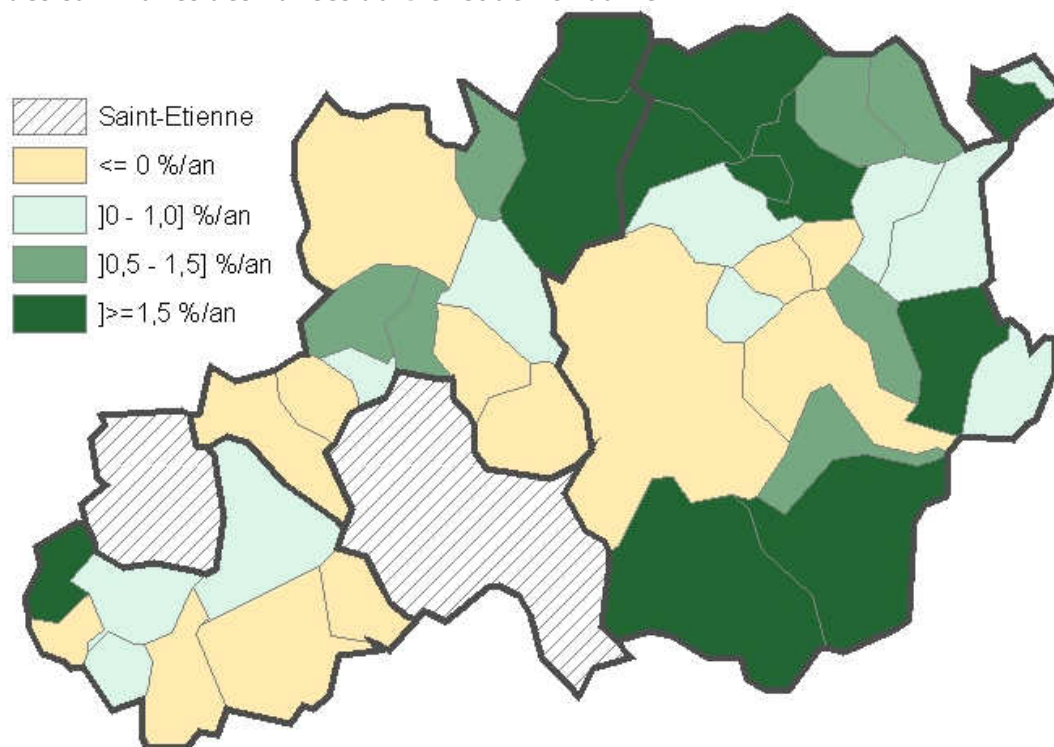 Saint-Etienne
<= 0 %/an
]0 - 1,0] %/an
]0,5 - 1,5] %/an
]>=1,5 %/an